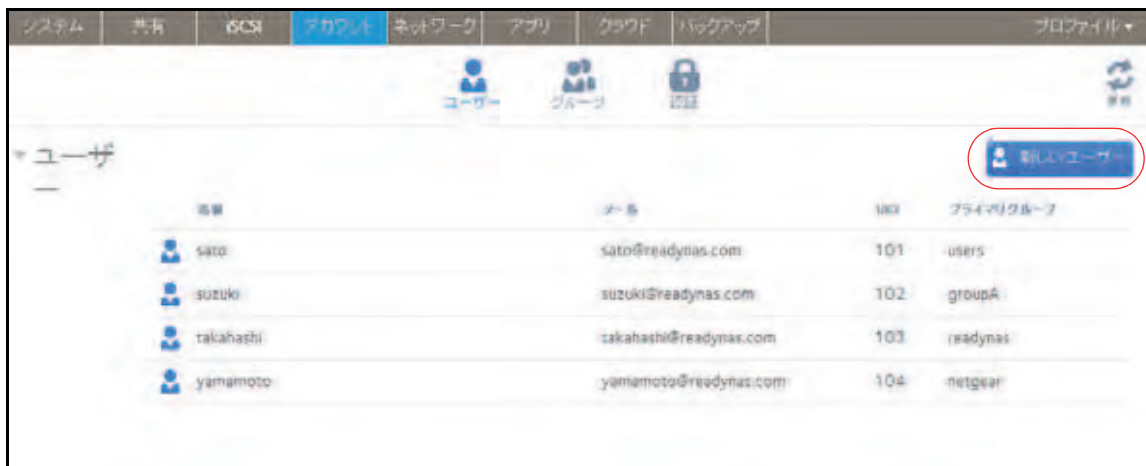 システム 共有 iSCSI アカウント ネットワーク アプリ クラウド バックアップ プロファイル
ユーザー グループ 認証 更新
ユーザ
ー
新しいユーザー
名前 メール UID プライマリグループ
sato sato@readynas.com 101 users
suzuki suzuki@readynas.com 102 groupA
takahashi takahashi@readynas.com 103 readynas
yamamoto yamamoto@readynas.com 104 netgear